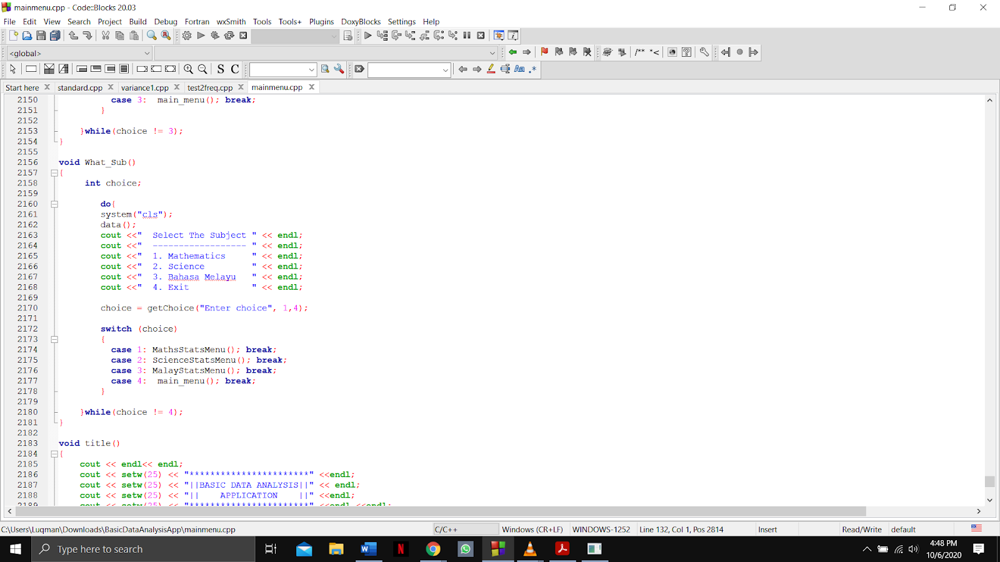 mainmenu.cpp - Code::Blocks 20.03
File Edit View Search Project Build Debug Fortran wxSmith Tools Tools+ Plugins DoxyBlocks Settings Help
<global>
/** *<
S C
Aa .*
Start here standard.cpp variance1.cpp test2freq.cpp mainmenu.cpp
2150 case 3: main_menu(); break;
2151 }
2152
2153 }while(choice != 3);
2154 }
2155
2156 void What_Sub()
2157 {
2158 int choice;
2159
2160 do{
2161 system("cls");
2162 data();
2163 cout <<" Select The Subject " << endl;
2164 cout <<" ------------------ " << endl;
2165 cout <<" 1. Mathematics " << endl;
2166 cout <<" 2. Science " << endl;
2167 cout <<" 3. Bahasa Melayu " << endl;
2168 cout <<" 4. Exit " << endl;
2169
2170 choice = getChoice("Enter choice", 1,4);
2171
2172 switch (choice)
2173 {
2174 case 1: MathsStatsMenu(); break;
2175 case 2: ScienceStatsMenu(); break;
2176 case 3: MalayStatsMenu(); break;
2177 case 4: main_menu(); break;
2178 }
2179
2180 }while(choice != 4);
2181 }
2182
2183 void title()
2184 {
2185 cout << endl<< endl;
2186 cout << setw(25) << "***********************" <<endl;
2187 cout << setw(25) << "||BASIC DATA ANALYSIS||" << endl;
2188 cout << setw(25) << "|| APPLICATION ||" <<endl;
2189 cout << setw(25) << "***********************" <<endl <<endl;
C:\Users\Luqman\Downloads\BasicDataAnalysisApp\mainmenu.cpp C/C++ Windows (CR+LF) WINDOWS-1252 Line 132, Col 1, Pos 2814 Insert Read/Write default
Type here to search
4:48 PM
10/6/2020